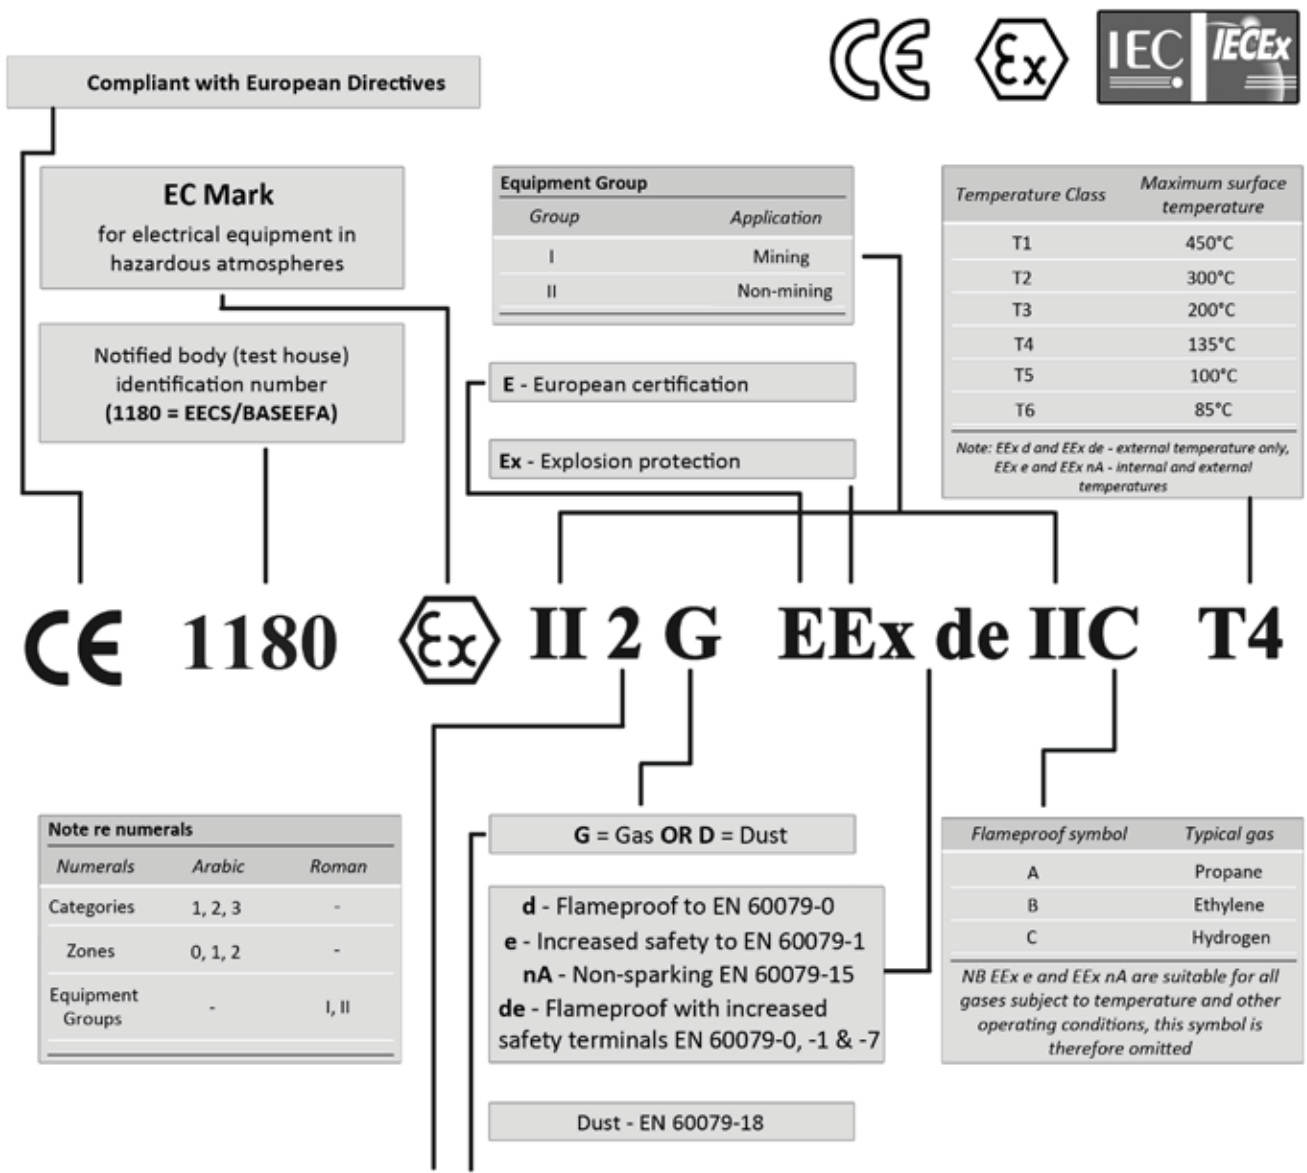 CE Ex IEC IECEx
Compliant with European Directives
EC Mark
for electrical equipment in
hazardous atmospheres
Notified body (test house)
identification number
(1180 = EECS/BASEEFA)
Equipment Group
Group Application
I Mining
II Non-mining
E - European certification
Ex - Explosion protection
Temperature Class Maximum surface
temperature
T1 450°C
T2 300°C
T3 200°C
T4 135°C
T5 100°C
T6 85°C
Note: EEx d and EEx de - external temperature only,
EEx e and EEx nA - internal and external
temperatures
CE 1180 Ex II 2 G EEx de IIC T4
Note re numerals
Numerals Arabic Roman
Categories 1, 2, 3 -
Zones 0, 1, 2 -
Equipment
Groups - I, II
G = Gas OR D = Dust
d - Flameproof to EN 60079-0
e - Increased safety to EN 60079-1
nA - Non-sparking EN 60079-15
de - Flameproof with increased
safety terminals EN 60079-0, -1 & -7
Dust - EN 60079-18
Flameproof symbol Typical gas
A Propane
B Ethylene
C Hydrogen
NB EEx e and EEx nA are suitable for all
gases subject to temperature and other
operating conditions, this symbol is
therefore omitted